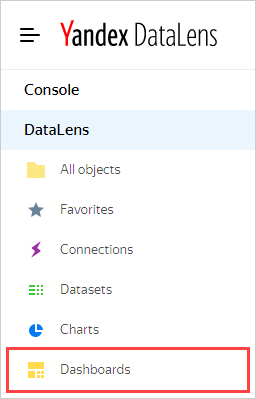 Yandex DataLens
Console
DataLens
All objects
Favorites
Connections
Datasets
Charts
Dashboards